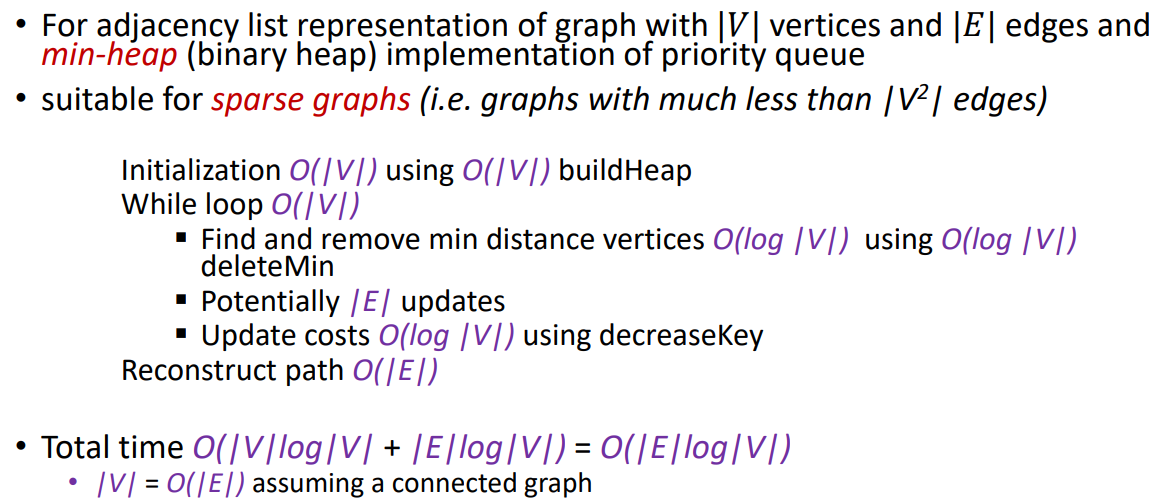 • For adjacency list representation of graph with |V| vertices and |E| edges and
min-heap (binary heap) implementation of priority queue
• suitable for sparse graphs (i.e. graphs with much less than |V²| edges)
Initialization O(|V|) using O(|V|) buildHeap
While loop O(|V|)
▪ Find and remove min distance vertices O(log |V|) using O(log |V|)
deleteMin
▪ Potentially |E| updates
▪ Update costs O(log |V|) using decreaseKey
Reconstruct path O(|E|)
• Total time O(|V|log|V| + |E|log|V|) = O(|E|log|V|)
• |V| = O(|E|) assuming a connected graph